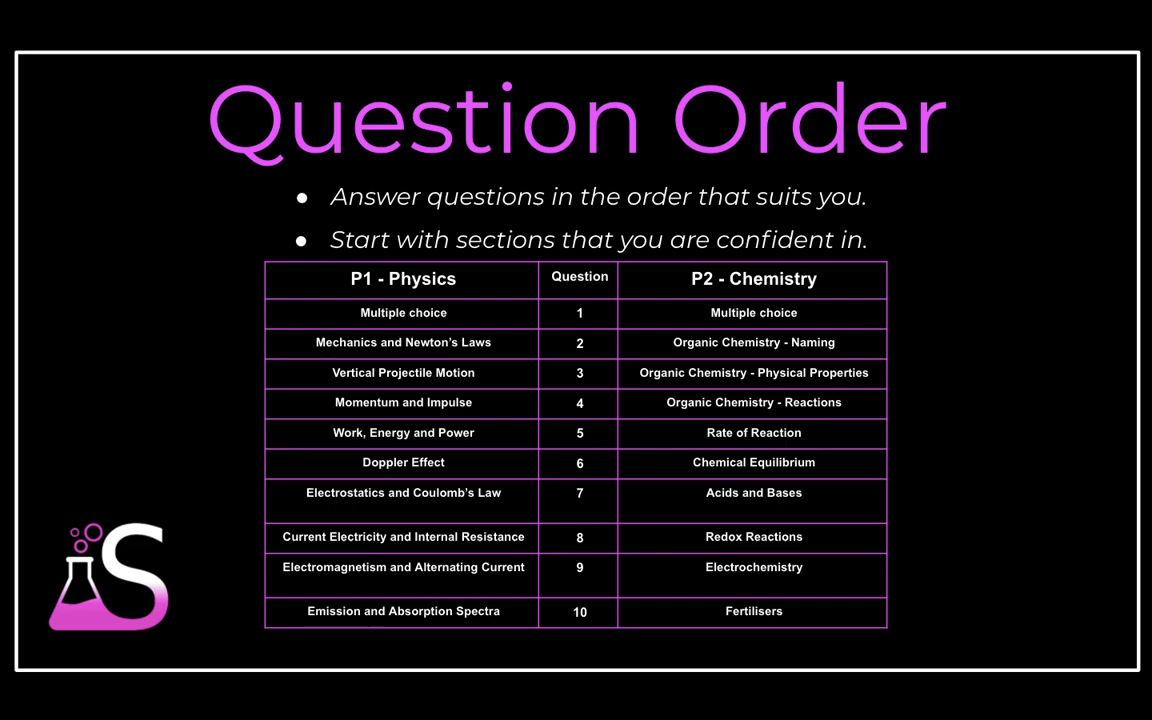 Question Order
● Answer questions in the order that suits you.
● Start with sections that you are confident in.
P1 - Physics Question P2 - Chemistry
Multiple choice 1 Multiple choice
Mechanics and Newton's Laws 2 Organic Chemistry - Naming
Vertical Projectile Motion 3 Organic Chemistry - Physical Properties
Momentum and Impulse 4 Organic Chemistry - Reactions
Work, Energy and Power 5 Rate of Reaction
Doppler Effect 6 Chemical Equilibrium
Electrostatics and Coulomb's Law 7 Acids and Bases
Current Electricity and Internal Resistance 8 Redox Reactions
Electromagnetism and Alternating Current 9 Electrochemistry
Emission and Absorption Spectra 10 Fertilisers
S